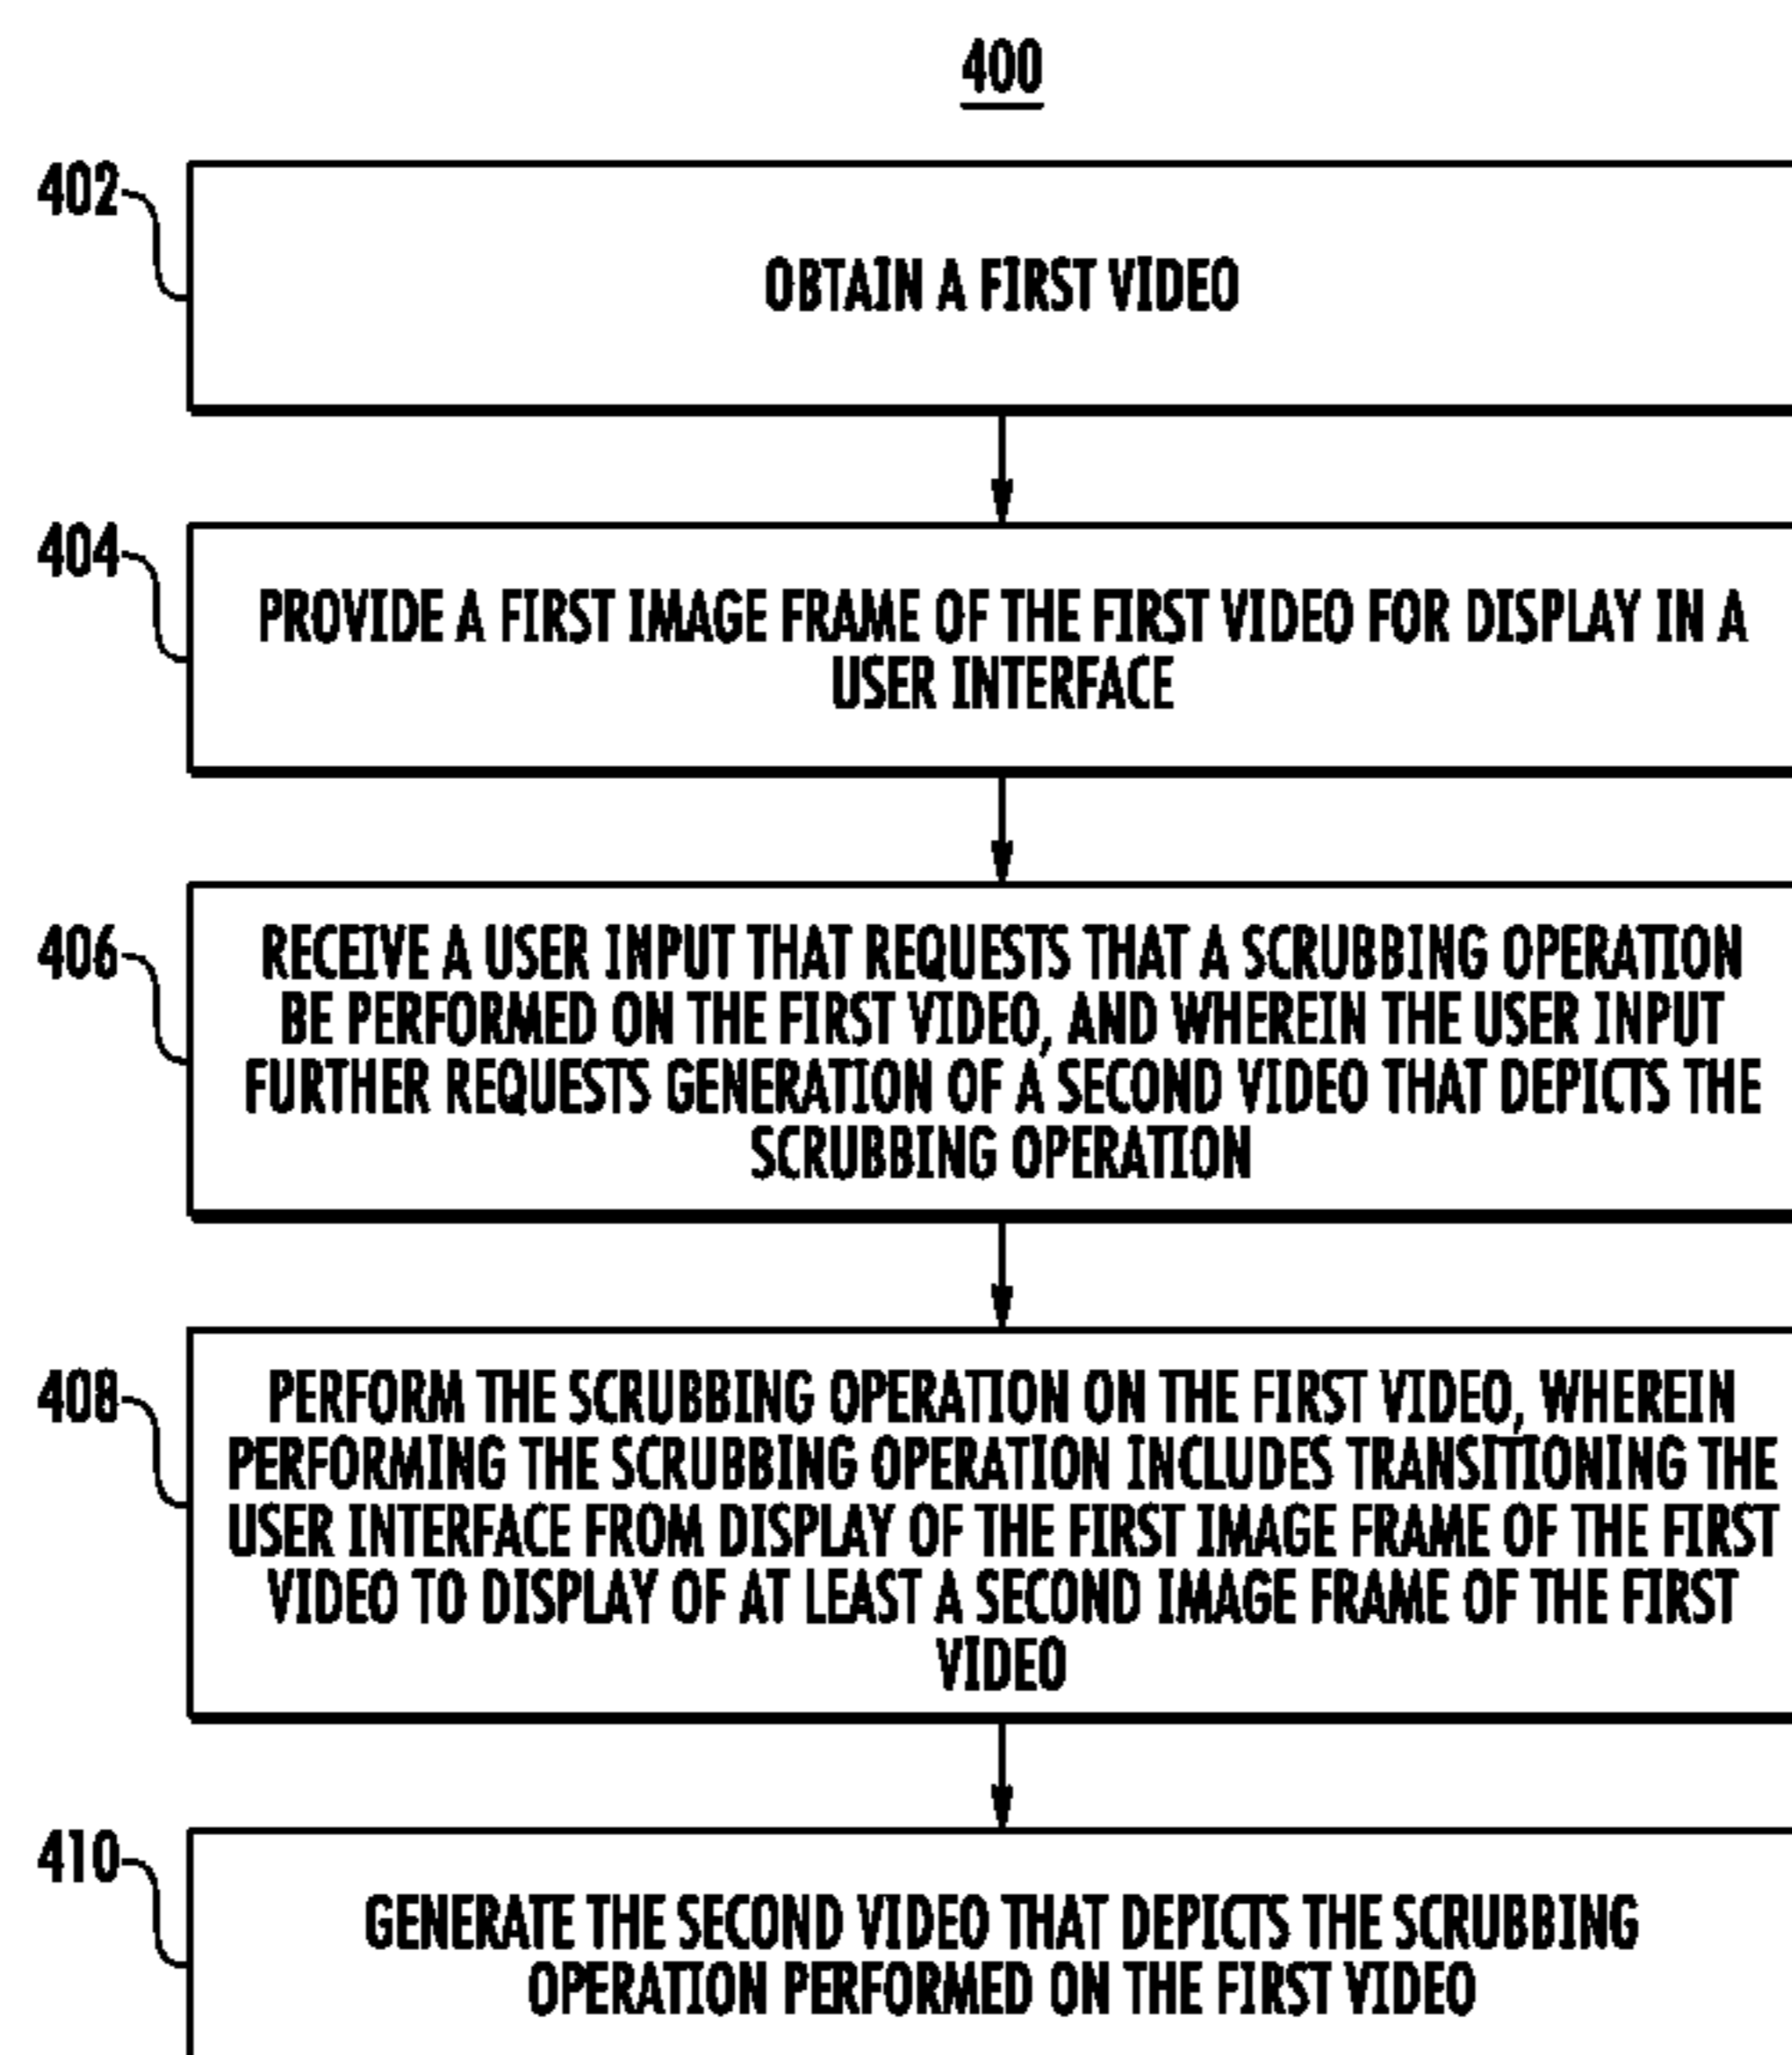 400
402
OBTAIN A FIRST VIDEO
404
PROVIDE A FIRST IMAGE FRAME OF THE FIRST VIDEO FOR DISPLAY IN A
USER INTERFACE
406
RECEIVE A USER INPUT THAT REQUESTS THAT A SCRUBBING OPERATION
BE PERFORMED ON THE FIRST VIDEO, AND WHEREIN THE USER INPUT
FURTHER REQUESTS GENERATION OF A SECOND VIDEO THAT DEPICTS THE
SCRUBBING OPERATION
408
PERFORM THE SCRUBBING OPERATION ON THE FIRST VIDEO, WHEREIN
PERFORMING THE SCRUBBING OPERATION INCLUDES TRANSITIONING THE
USER INTERFACE FROM DISPLAY OF THE FIRST IMAGE FRAME OF THE FIRST
VIDEO TO DISPLAY OF AT LEAST A SECOND IMAGE FRAME OF THE FIRST
VIDEO
410
GENERATE THE SECOND VIDEO THAT DEPICTS THE SCRUBBING
OPERATION PERFORMED ON THE FIRST VIDEO